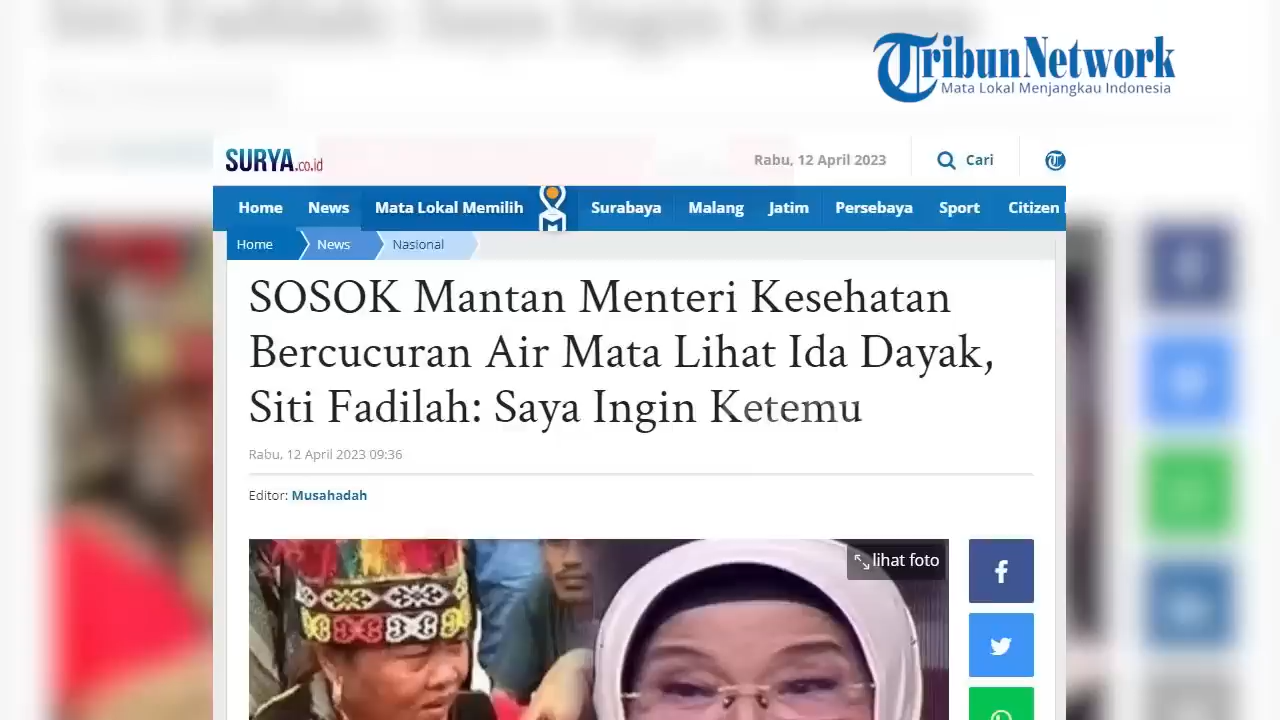 TribunNetwork
Mata Lokal Menjangkau Indonesia
SURYA.co.id
Rabu, 12 April 2023
Cari
Home
News
Mata Lokal Memilih
Surabaya
Malang
Jatim
Persebaya
Sport
Citizen
Home
News
Nasional
SOSOK Mantan Menteri Kesehatan
Bercucuran Air Mata Lihat Ida Dayak,
Siti Fadilah: Saya Ingin Ketemu
Rabu, 12 April 2023 09:36
Editor: Musahadah
lihat foto